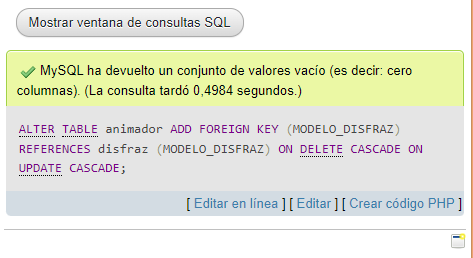 Mostrar ventana de consultas SQL
MySQL ha devuelto un conjunto de valores vacío (es decir: cero
columnas). (La consulta tardó 0,4984 segundos.)
ALTER TABLE animador ADD FOREIGN KEY (MODELO_DISFRAZ)
REFERENCES disfraz (MODELO_DISFRAZ) ON DELETE CASCADE ON
UPDATE CASCADE;
[ Editar en línea ] [ Editar ] [ Crear código PHP ]